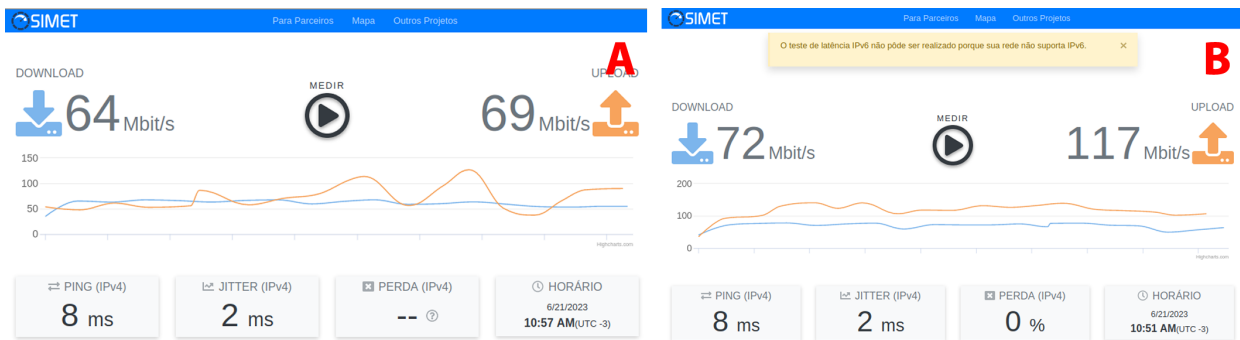 SIMET
Para Parceiros Mapa Outros Projetos
A
DOWNLOAD
UPLOAD
MEDIR
64 Mbit/s
69 Mbit/s
150
100
50
0
Highcharts.com
PING (IPv4)
8 ms
JITTER (IPv4)
2 ms
PERDA (IPv4)
-- ?
HORÁRIO
6/21/2023
10:57 AM(UTC -3)
SIMET
Para Parceiros Mapa Outros Projetos
O teste de latência IPv6 não pôde ser realizado porque sua rede não suporta IPv6. ×
B
DOWNLOAD
UPLOAD
MEDIR
72 Mbit/s
117 Mbit/s
200
100
0
Highcharts.com
PING (IPv4)
8 ms
JITTER (IPv4)
2 ms
PERDA (IPv4)
0 %
HORÁRIO
6/21/2023
10:51 AM(UTC -3)